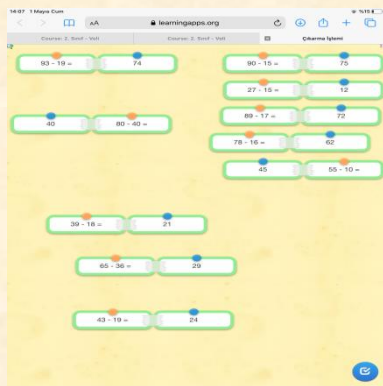 14:07 1 Mayıs Cum
%15
AA
learningapps.org
Course: 2. Sınıf - Veli
Course: 2. Sınıf - Veli
Çıkarma İşlemi
93 - 19 = 74
90 - 15 = 75
27 - 15 = 12
40 80 - 40 =
89 - 17 = 72
78 - 16 = 62
45 55 - 10 =
39 - 18 = 21
65 - 36 = 29
43 - 19 = 24